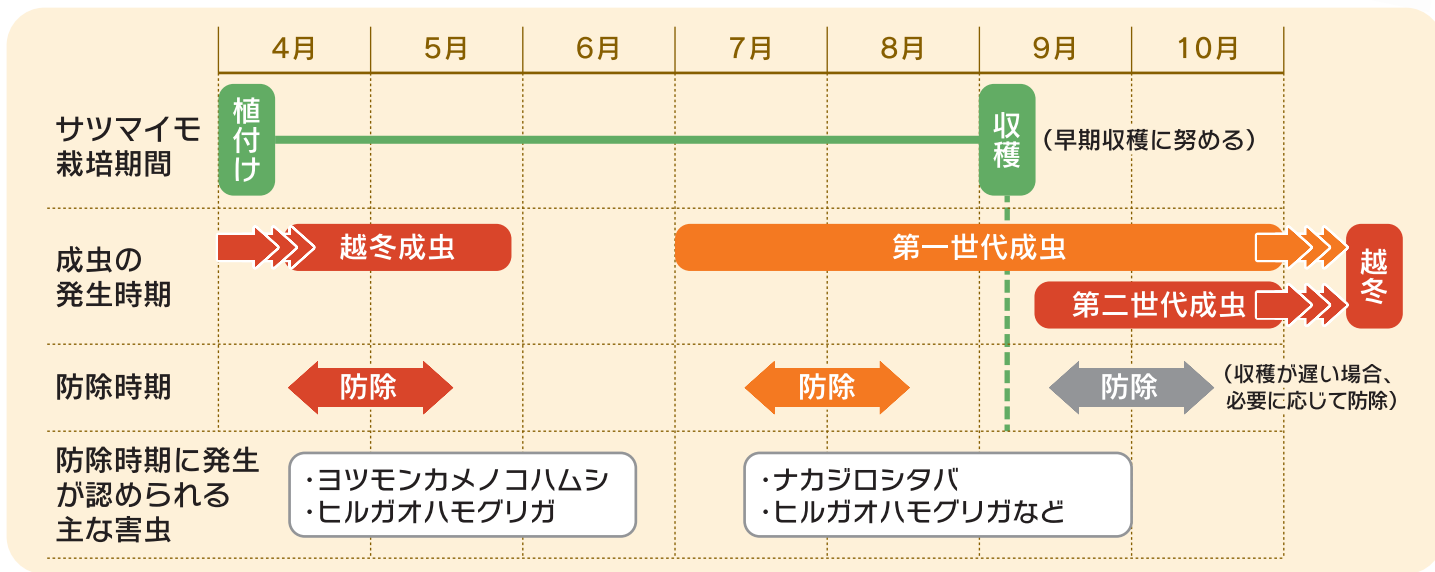 4月 5月 6月 7月 8月 9月 10月
サツマイモ
栽培期間
植付け
収穫
（早期収穫に努める）
成虫の
発生時期
越冬成虫
第一世代成虫
第二世代成虫
越冬
防除時期
防除
防除
防除
（収穫が遅い場合、
必要に応じて防除）
防除時期に発生
が認められる
主な害虫
・ヨツモンカメノコハムシ
・ヒルガオハモグリガ
・ナカジロシタバ
・ヒルガオハモグリガなど